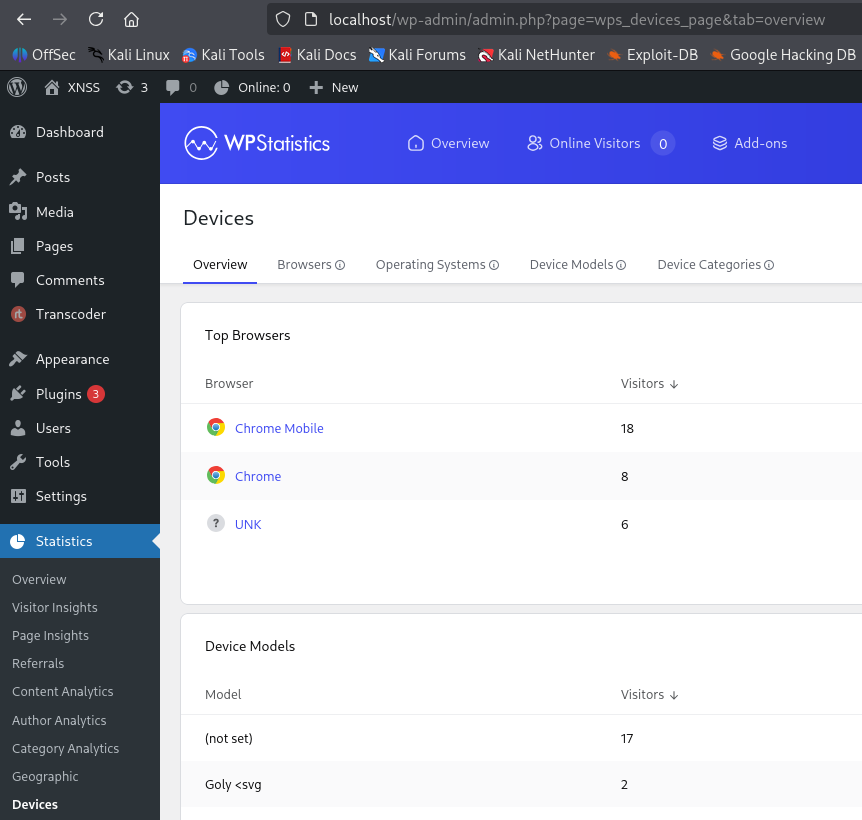 localhost/wp-admin/admin.php?page=wps_devices_page&tab=overview
OffSec Kali Linux Kali Tools Kali Docs Kali Forums Kali NetHunter Exploit-DB Google Hacking DB
XNSS 3 0 Online: 0 New
Dashboard
Posts
Media
Pages
Comments
rt Transcoder
Appearance
Plugins 3
Users
Tools
Settings
Statistics
Overview
Visitor Insights
Page Insights
Referrals
Content Analytics
Author Analytics
Category Analytics
Geographic
Devices
WPStatistics Overview Online Visitors 0 Add-ons
Devices
Overview Browsers Operating Systems Device Models Device Categories
Top Browsers
Browser Visitors ↓
Chrome Mobile 18
Chrome 8
? UNK 6
Device Models
Model Visitors ↓
(not set) 17
Goly <svg 2